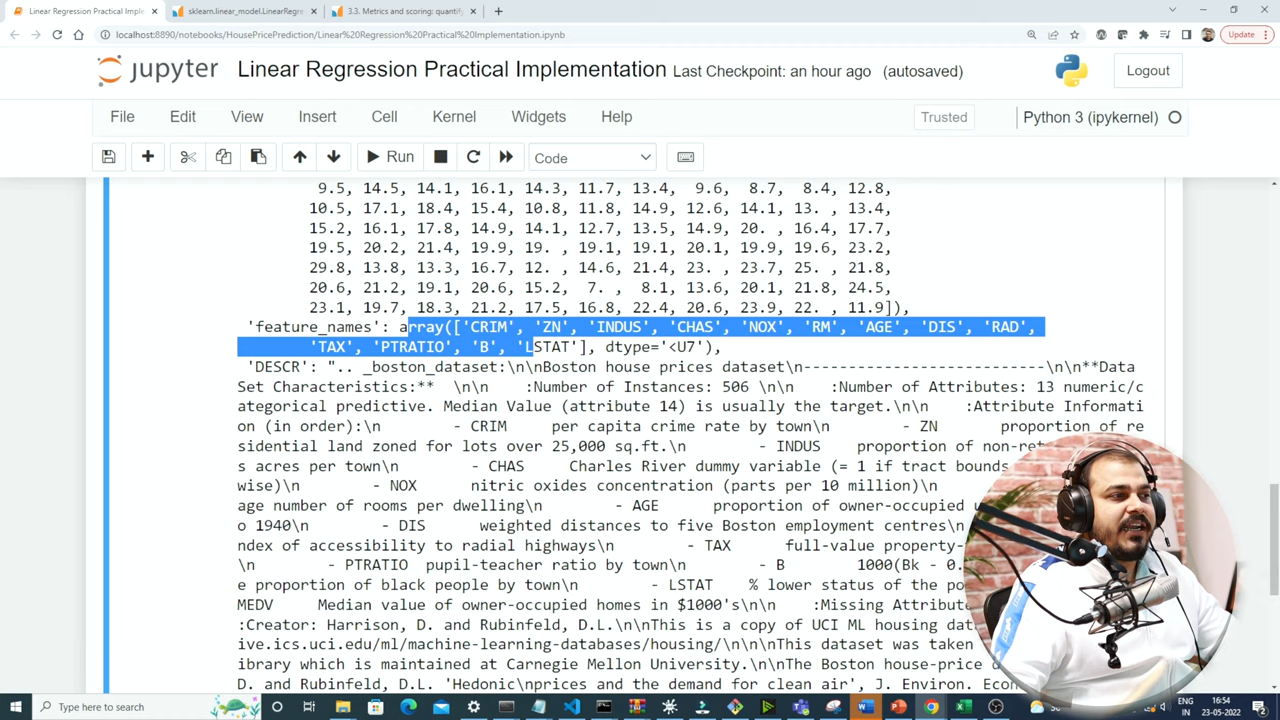 Linear Regression Practical Imple
sklearn.linear_model.LinearRegre
3.3. Metrics and scoring: quantif
localhost:8890/notebooks/HousePricePrediction/Linear%20Regression%20Practical%20Implementation.ipynb
Update
jupyter Linear Regression Practical Implementation Last Checkpoint: an hour ago (autosaved)
Logout
File Edit View Insert Cell Kernel Widgets Help
Trusted
Python 3 (ipykernel)
Run
Code
9.5, 14.5, 14.1, 16.1, 14.3, 11.7, 13.4, 9.6, 8.7, 8.4, 12.8,
10.5, 17.1, 18.4, 15.4, 10.8, 11.8, 14.9, 12.6, 14.1, 13. , 13.4,
15.2, 16.1, 17.8, 14.9, 14.1, 12.7, 13.5, 14.9, 20. , 16.4, 17.7,
19.5, 20.2, 21.4, 19.9, 19. , 19.1, 19.1, 20.1, 19.9, 19.6, 23.2,
29.8, 13.8, 13.3, 16.7, 12. , 14.6, 21.4, 23. , 23.7, 25. , 21.8,
20.6, 21.2, 19.1, 20.6, 15.2, 7. , 8.1, 13.6, 20.1, 21.8, 24.5,
23.1, 19.7, 18.3, 21.2, 17.5, 16.8, 22.4, 20.6, 23.9, 22. , 11.9]),
'feature_names': array(['CRIM', 'ZN', 'INDUS', 'CHAS', 'NOX', 'RM', 'AGE', 'DIS', 'RAD',
'TAX', 'PTRATIO', 'B', 'LSTAT'], dtype='<U7'),
'DESCR': ".. _boston_dataset:\n\nBoston house prices dataset\n---------------------------\n\n**Data
Set Characteristics:** \n\n :Number of Instances: 506 \n\n :Number of Attributes: 13 numeric/c
ategorical predictive. Median Value (attribute 14) is usually the target.\n\n :Attribute Informati
on (in order):\n - CRIM per capita crime rate by town\n - ZN proportion of re
sidential land zoned for lots over 25,000 sq.ft.\n - INDUS proportion of
s acres per town\n - CHAS Charles River dummy variable (= 1 if tract bounds
wise)\n - NOX nitric oxides concentration (parts per 10 million)\n
age number of rooms per dwelling\n - AGE proportion of owner-occupied
o 1940\n - DIS weighted distances to five Boston employment centres\n
ndex of accessibility to radial highways\n - TAX full-value
\n - PTRATIO pupil-teacher ratio by town\n - B 1000(Bk - 0.
e proportion of black people by town\n - LSTAT % lower status of the
MEDV Median value of owner-occupied homes in $1000's\n\n :Missing
:Creator: Harrison, D. and Rubinfeld, D.L.\n\nThis is a copy of UCI ML housing
ive.ics.uci.edu/ml/machine-learning-databases/housing/\n\n\nThis dataset was taken
ibrary which is maintained at Carnegie Mellon University.\n\nThe Boston house-price
D. and Rubinfeld, D.L. 'Hedonic\nprices and the demand for clean air', J. Environ.
Type here to search
ENG
IN
16:54
23-05-2022
2